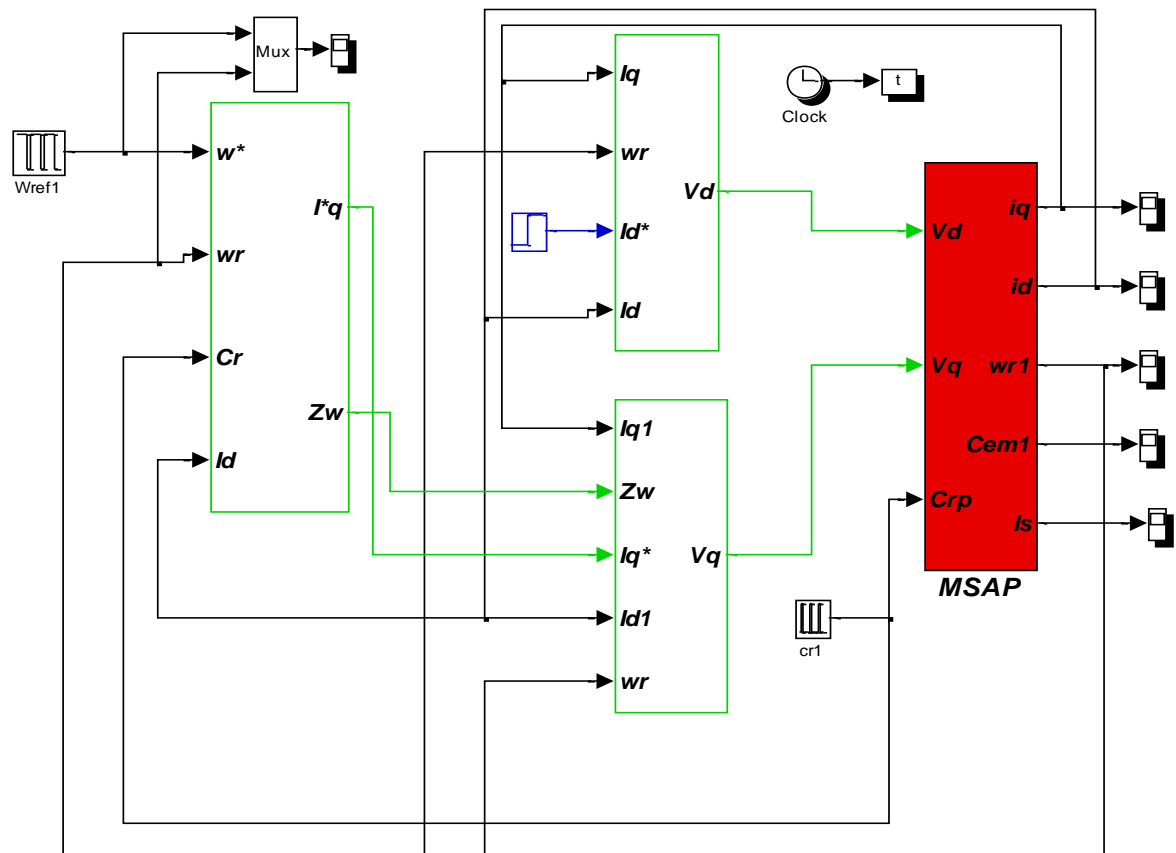 Mux
Wref1
w*
wr
Cr
Id
I*q
Zw
Iq
wr
Id*
Id
Vd
Clock
t
Iq1
Zw
Iq*
Id1
wr
Vq
cr1
Vd
Vq
Crp
iq
id
wr1
Cem1
Is
MSAP